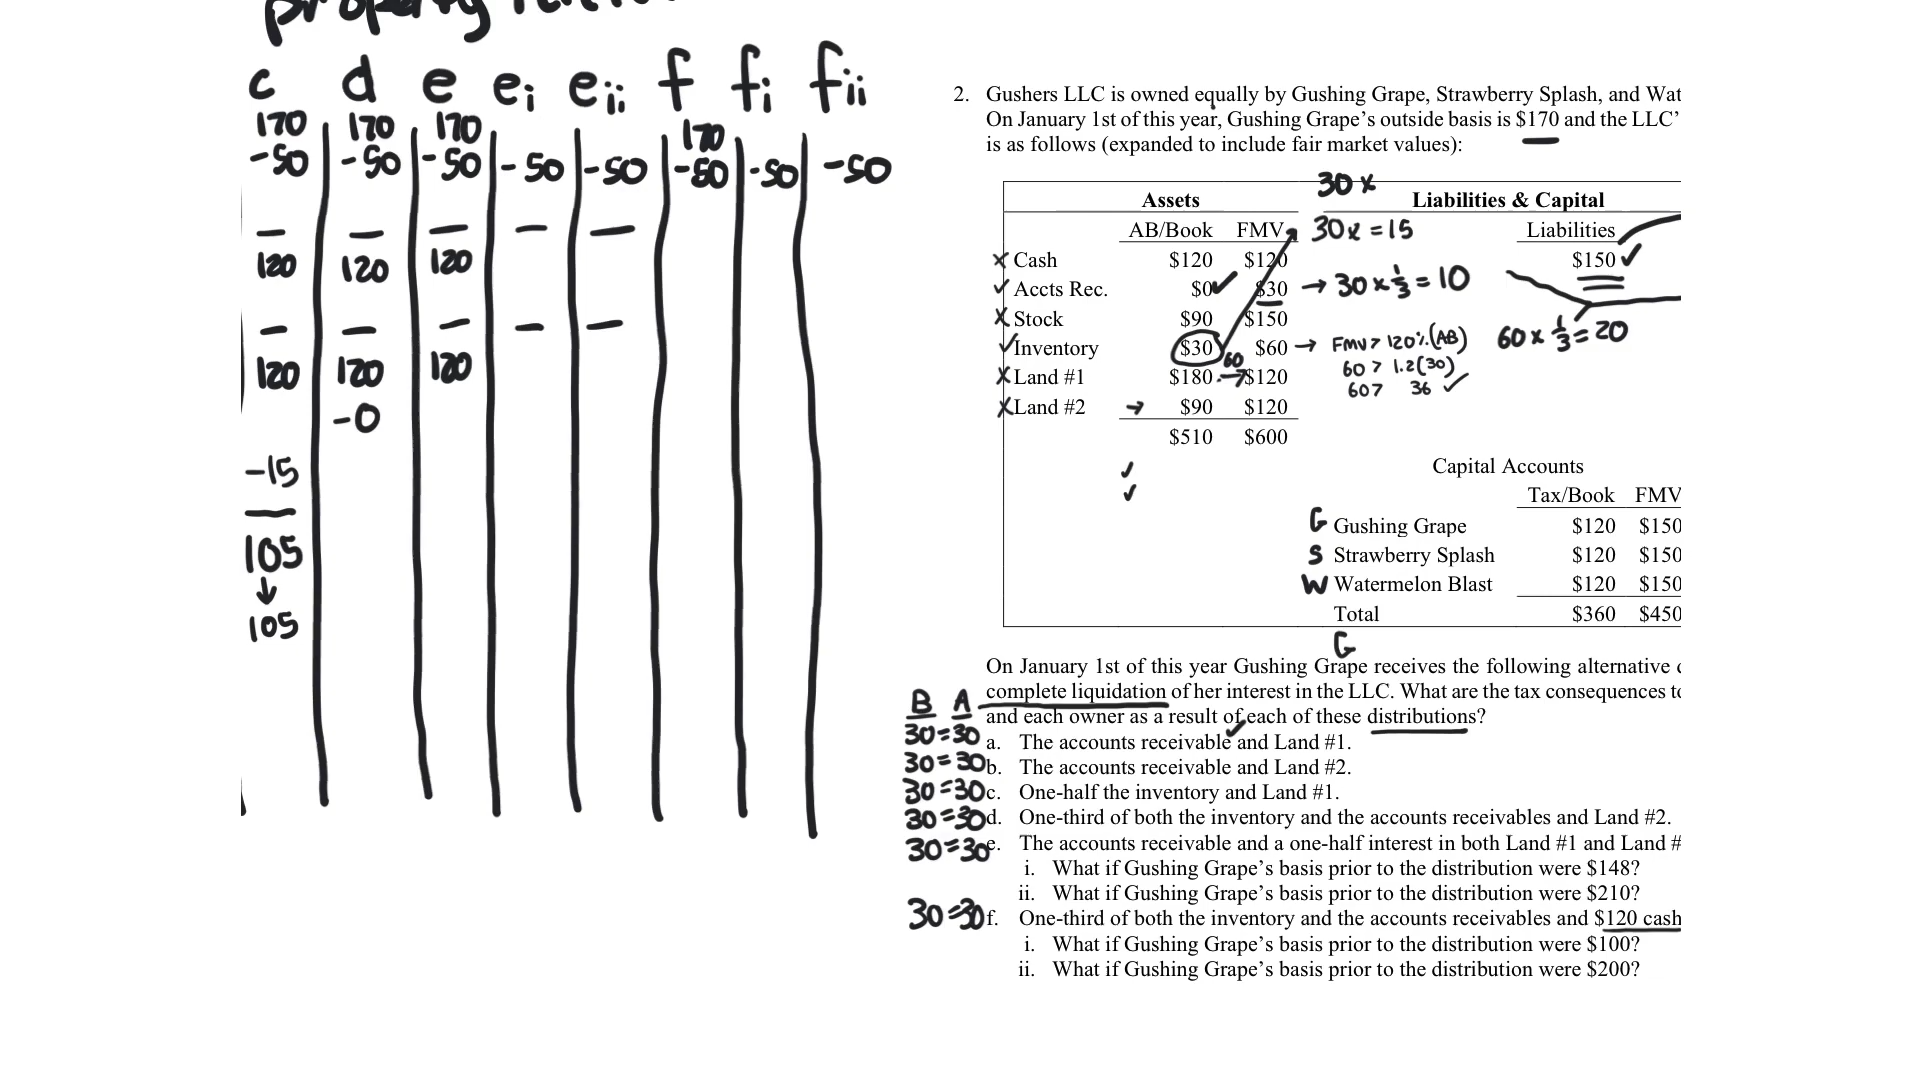 property
c d e ei eii f fi fii
170 170 170 170
-50 -50 -50 -50 -50 -50 -50 -50
120 120 120
120 120 120
-0
-15
105
105
2. Gushers LLC is owned equally by Gushing Grape, Strawberry Splash, and Wat
On January 1st of this year, Gushing Grape’s outside basis is $170 and the LLC’
is as follows (expanded to include fair market values):
30 x
Assets Liabilities & Capital
AB/Book FMV 30x = 15 Liabilities
X Cash $120 $120 $150 ✓
✓ Accts Rec. $0 ✓ $30 → 30 x 1/3 = 10
X Stock $90 $150
✓ Inventory $30 $60 → FMV > 120%(AB) 60 x 1/3 = 20
60 60 > 1.2(30)
X Land #1 $180 → $120
60 > 36 ✓
X Land #2 → $90 $120
$510 $600
✓ Capital Accounts
✓ Tax/Book FMV
G Gushing Grape $120 $150
S Strawberry Splash $120 $150
W Watermelon Blast $120 $150
Total $360 $450
G
On January 1st of this year Gushing Grape receives the following alternative
B A complete liquidation of her interest in the LLC. What are the tax consequences to
and each owner as a result of each of these distributions?
30=30 a. The accounts receivable and Land #1.
30=30 b. The accounts receivable and Land #2.
30=30 c. One-half the inventory and Land #1.
30=30 d. One-third of both the inventory and the accounts receivables and Land #2.
30=30 e. The accounts receivable and a one-half interest in both Land #1 and Land #
i. What if Gushing Grape’s basis prior to the distribution were $148?
ii. What if Gushing Grape’s basis prior to the distribution were $210?
30=30 f. One-third of both the inventory and the accounts receivables and $120 cash
i. What if Gushing Grape’s basis prior to the distribution were $100?
ii. What if Gushing Grape’s basis prior to the distribution were $200?